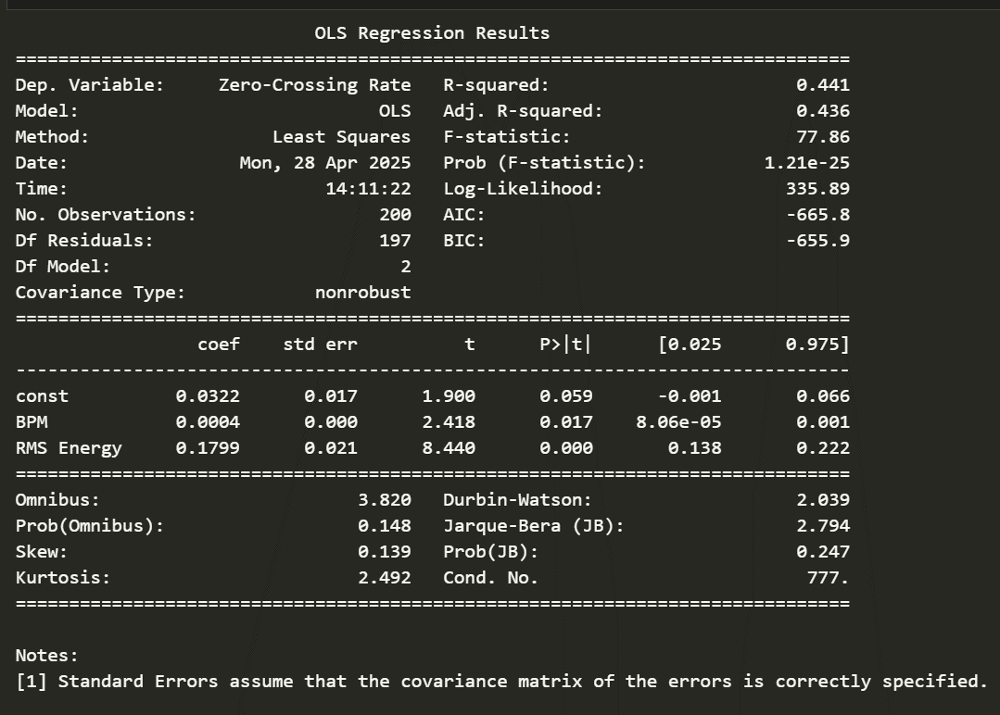 OLS Regression Results
==============================================================================
Dep. Variable:     Zero-Crossing Rate   R-squared:                       0.441
Model:                            OLS   Adj. R-squared:                  0.436
Method:                 Least Squares   F-statistic:                     77.86
Date:                Mon, 28 Apr 2025   Prob (F-statistic):           1.21e-25
Time:                        14:11:22   Log-Likelihood:                 335.89
No. Observations:                 200   AIC:                            -665.8
Df Residuals:                     197   BIC:                            -655.9
Df Model:                           2
Covariance Type:            nonrobust
==============================================================================
                 coef    std err          t      P>|t|      [0.025      0.975]
------------------------------------------------------------------------------
const          0.0322      0.017      1.900      0.059      -0.001       0.066
BPM            0.0004      0.000      2.418      0.017    8.06e-05       0.001
RMS Energy     0.1799      0.021      8.440      0.000       0.138       0.222
==============================================================================
Omnibus:                        3.820   Durbin-Watson:                   2.039
Prob(Omnibus):                  0.148   Jarque-Bera (JB):                2.794
Skew:                           0.139   Prob(JB):                        0.247
Kurtosis:                       2.492   Cond. No.                         777.
==============================================================================
Notes:
[1] Standard Errors assume that the covariance matrix of the errors is correctly specified.